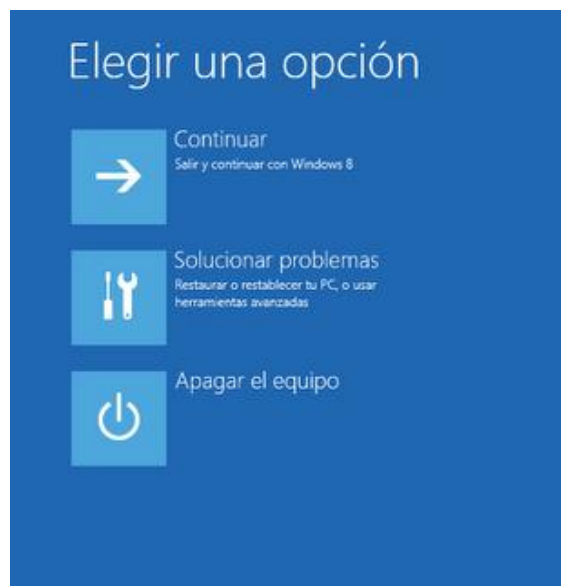 Elegir una opción
Continuar
Salir y continuar con Windows 8
Solucionar problemas
Restaurar o restablecer tu PC, o usar
herramientas avanzadas
Apagar el equipo